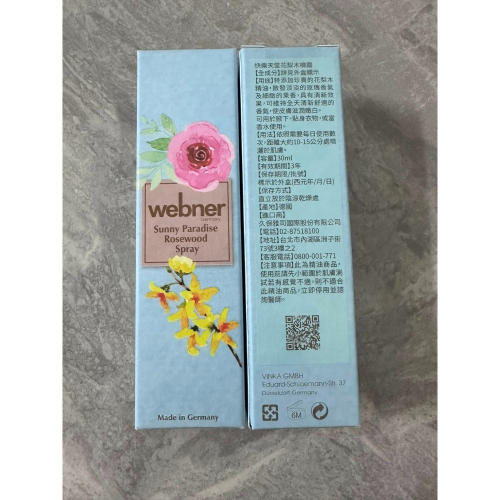 webner
Germany
Sunny Paradise
Rosewood
Spray
Made in Germany
快樂天堂花梨木噴霧
【全成分】詳見外盒標示
【用途】特添加珍貴的花梨木
精油，散發淡淡的玫瑰香氣
及細緻的果香，具有清新效
果，可維持全天清新舒適的
香氣，使皮膚滋潤嫩白。
可用於腋下，貼身衣物，或當
香水使用。
【用法】依照需要每日使用數
次，距離大約10-15公分處噴
灑於肌膚。
【容量】30ml
【有效期限】3年
【保存期限/批號】
標示於外盒(西元年/月/日)
【保存方式】
直立放於陰涼乾燥處
【產地】德國
【進口商】
久保雅司國際股份有限公司
【電話】02-87518100
【地址】台北市內湖區洲子街
73號3樓之2
【客服電話】0800-001-771
【注意事項】此為精油商品，
使用前請先小範圍於肌膚測
試若有感覺不適，則不適合
此精油商品，立即停用並諮
詢醫師。
VINKA GMBH
Eduard-Schloemann-Str. 37
Düsseldorf, Germany
6M